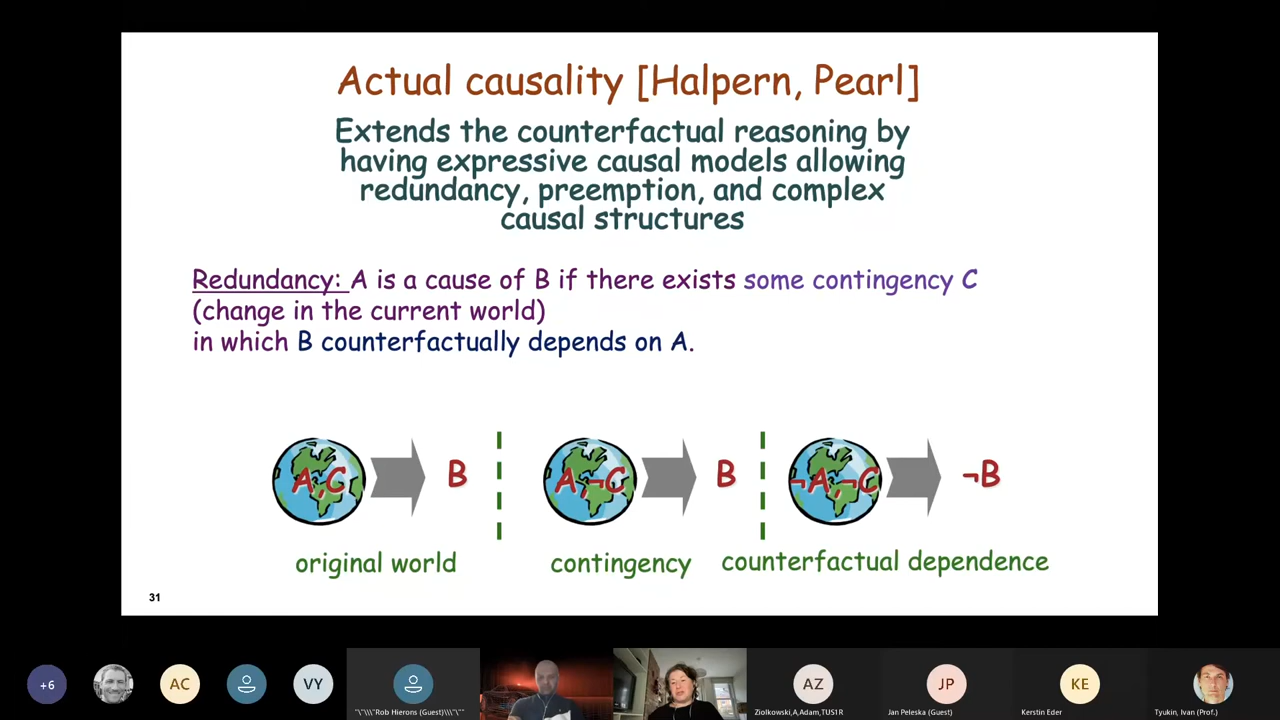 Actual causality [Halpern, Pearl]
Extends the counterfactual reasoning by
having expressive causal models allowing
redundancy, preemption, and complex
causal structures
Redundancy: A is a cause of B if there exists some contingency C
(change in the current world)
in which B counterfactually depends on A.
A,C B A,¬C B ¬A,¬C ¬B
original world contingency counterfactual dependence
31
+6 AC VY AZ JP KE
"\"\\\"Rob Hierons (Guest)\\\"\"" Ziolkowski,A,Adam,TUS1R Jan Peleska (Guest) Kerstin Eder Tyukin, Ivan (Prof.)